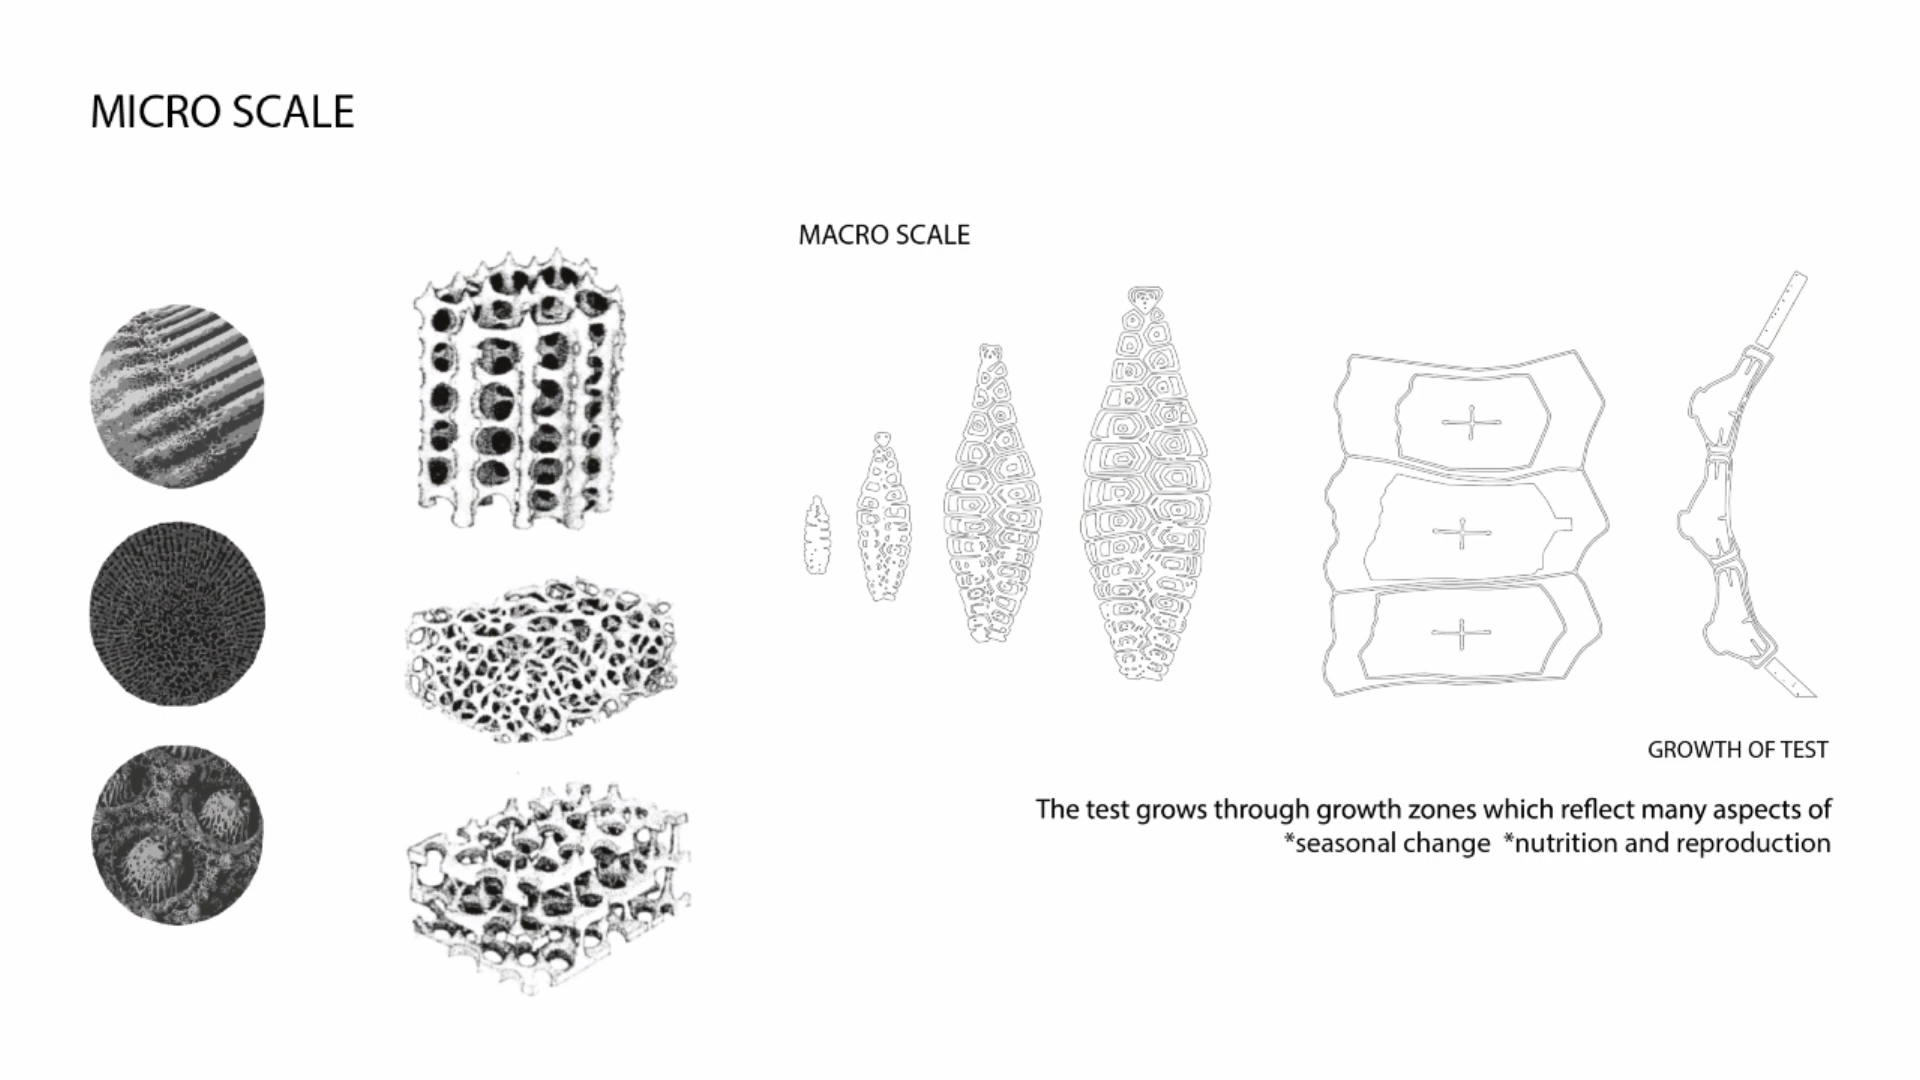 MICRO SCALE
MACRO SCALE
GROWTH OF TEST
The test grows through growth zones which reflect many aspects of
*seasonal change  *nutrition and reproduction